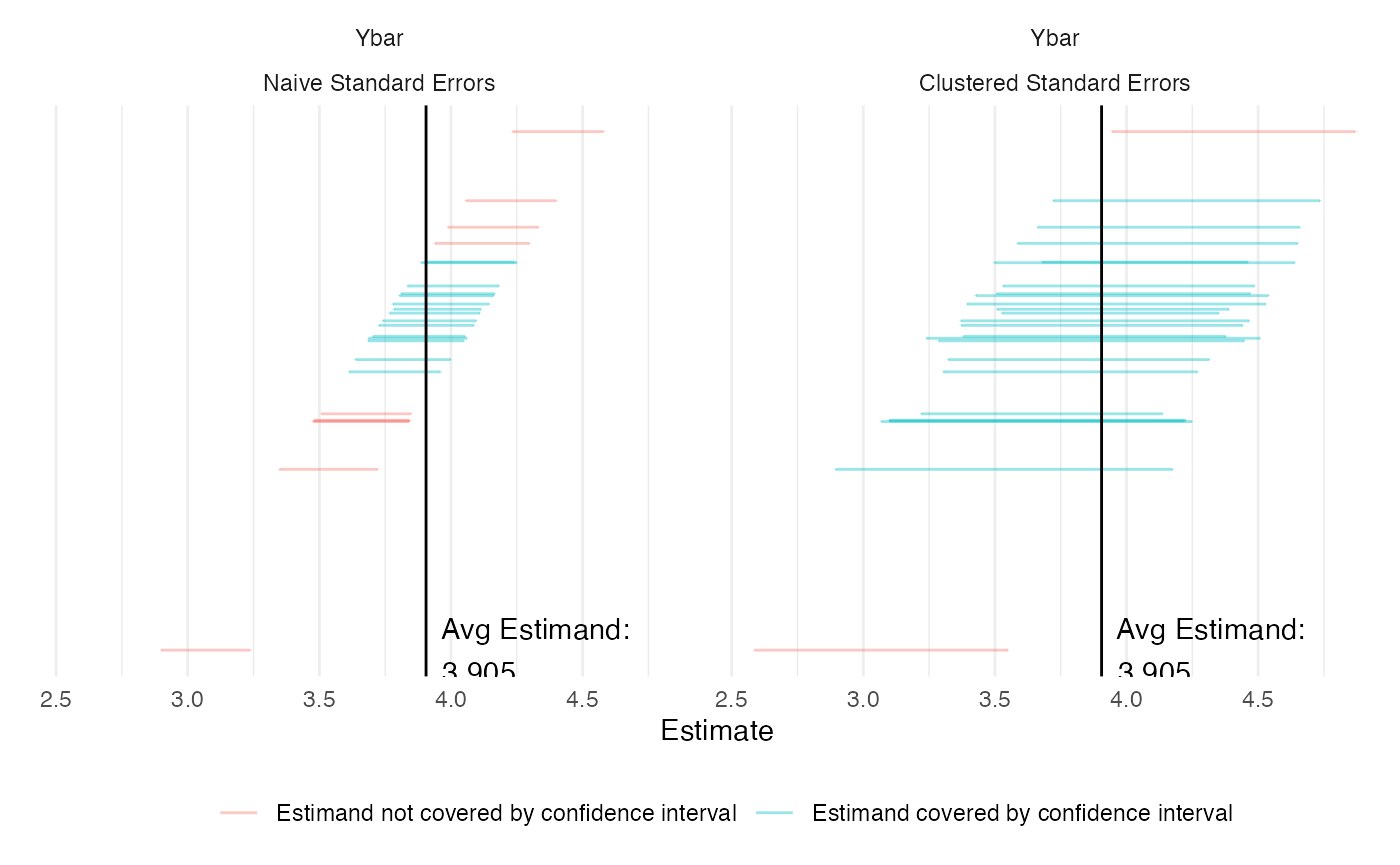 Ybar
Ybar
Naive Standard Errors
Clustered Standard Errors
Avg Estimand:
3.905
Avg Estimand:
3.905
2.5 3.0 3.5 4.0 4.5
2.5 3.0 3.5 4.0 4.5
Estimate
Estimand not covered by confidence interval
Estimand covered by confidence interval